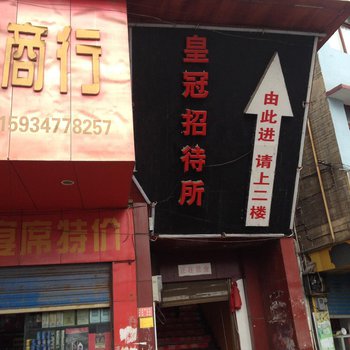 商行
15934778257
皇冠招待所
由此进 请上二楼
宴席特价